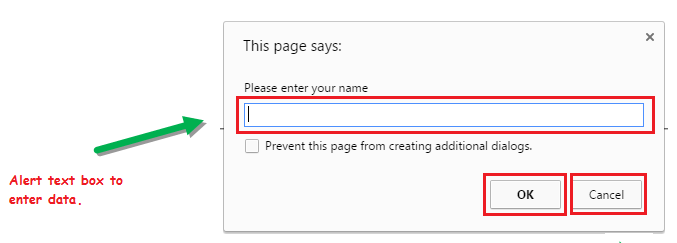 This page says:
Please enter your name
Prevent this page from creating additional dialogs.
Alert text box to
enter data.
OK
Cancel